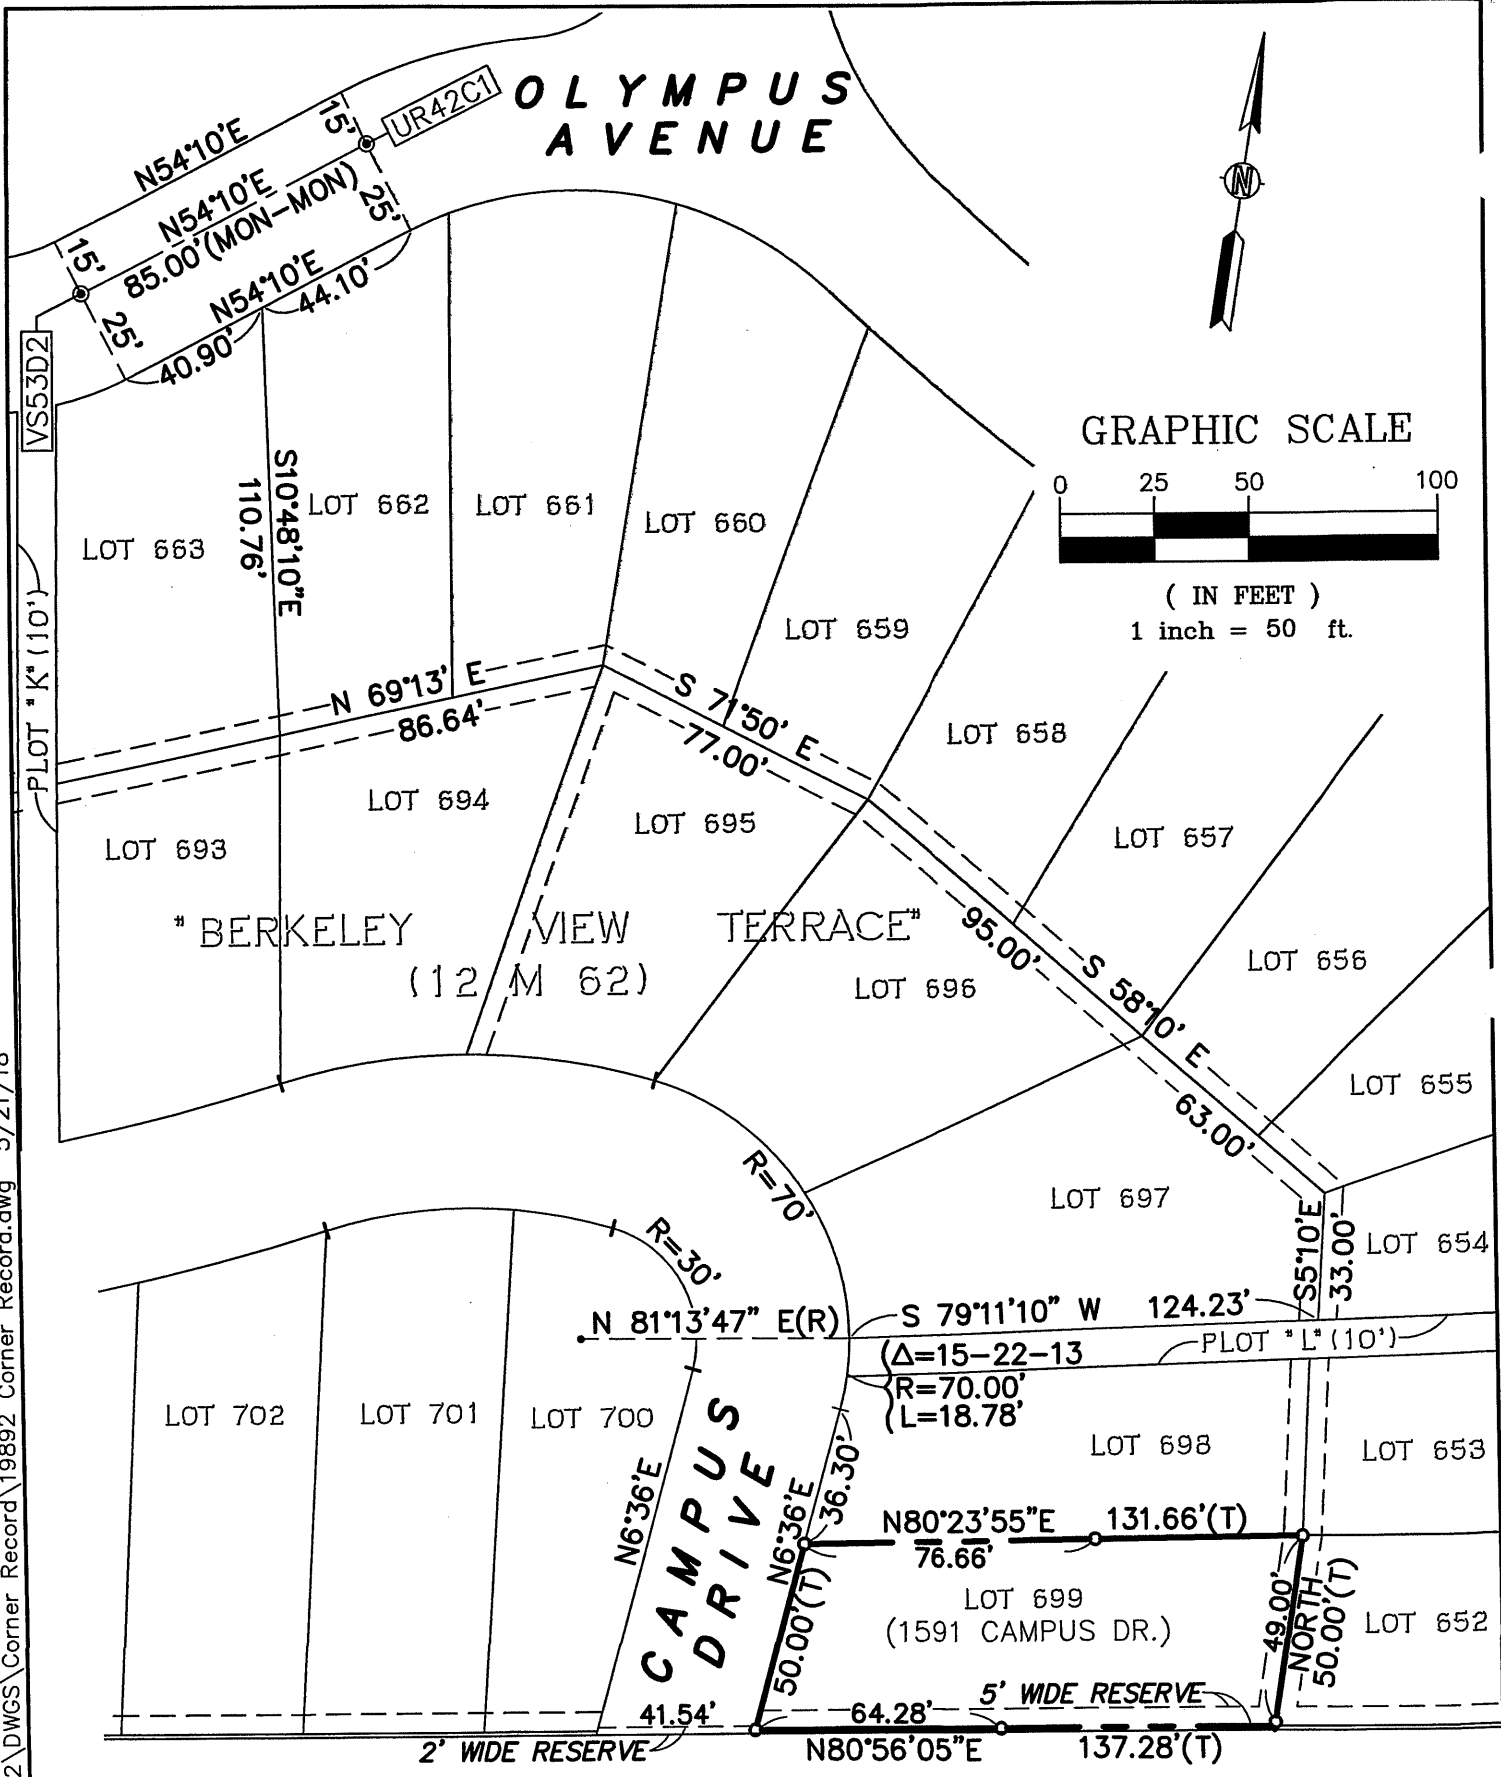 OLYMPUS
AVENUE
UR42C1
15'
N54°10'E
N54°10'E
85.00'(MON-MON)
25'
15'
N54°10'E
44.10'
25'
40.90'
VS53D2
N
GRAPHIC SCALE
0 25 50 100
( IN FEET )
1 inch = 50 ft.
S10°48'10"E
110.76'
LOT 663
LOT 662
LOT 661
LOT 660
LOT 659
LOT 658
LOT 657
LOT 656
LOT 655
LOT 654
LOT 653
LOT 652
PLOT "K" (10')
N 69°13' E
86.64'
S 71°50' E
77.00'
LOT 693
LOT 694
LOT 695
LOT 696
LOT 697
"BERKELEY VIEW TERRACE"
(12 M 62)
95.00'
S 58°10' E
63.00'
R=70'
R=30'
S5°10'E
33.00'
N 81°13'47" E(R)
S 79°11'10" W 124.23'
PLOT "L" (10')
Δ=15-22-13
R=70.00'
L=18.78'
LOT 702
LOT 701
LOT 700
LOT 698
N6°36'E
CAMPUS
DRIVE
36.30'
N6°36'E
50.00'(T)
N80°23'55"E 131.66'(T)
76.66'
LOT 699
(1591 CAMPUS DR.)
49.00'
NORTH
50.00'(T)
5' WIDE RESERVE
41.54'
64.28'
2' WIDE RESERVE
N80°56'05"E
137.28'(T)
2\DWGS\Corner Record\19892 Corner Record.dwg